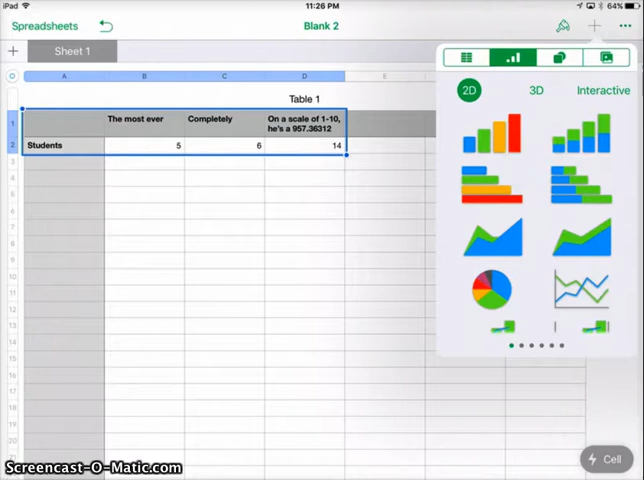 iPad 11:26 PM 64%
Spreadsheets Blank 2
Sheet 1
2D 3D Interactive
A B C D E
Table 1
1 The most ever Completely On a scale of 1-10,
he's a 957.36312
2 Students 5 6 14
3
4
5
6
7
8
9
10
11
12
13
14
15
16
17
18
19
20
Cell
Screencast-O-Matic.com